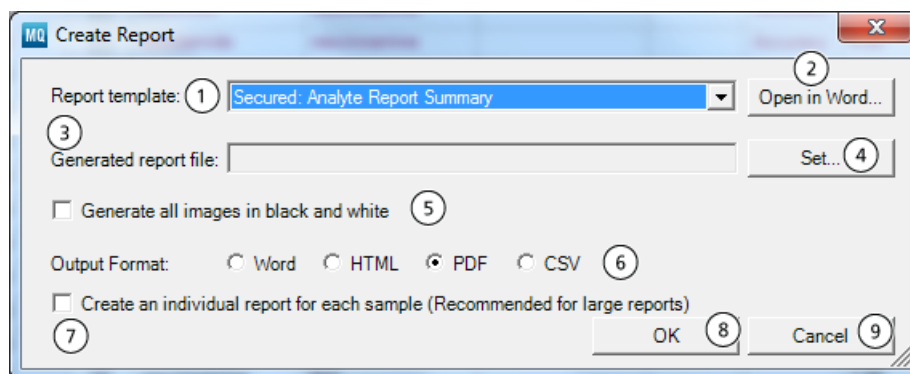 MQ Create Report
2
Report template: 1 Secured: Analyte Report Summary Open in Word...
3
Generated report file: Set... 4
Generate all images in black and white 5
Output Format: Word HTML PDF CSV 6
Create an individual report for each sample (Recommended for large reports)
7 OK 8 Cancel 9